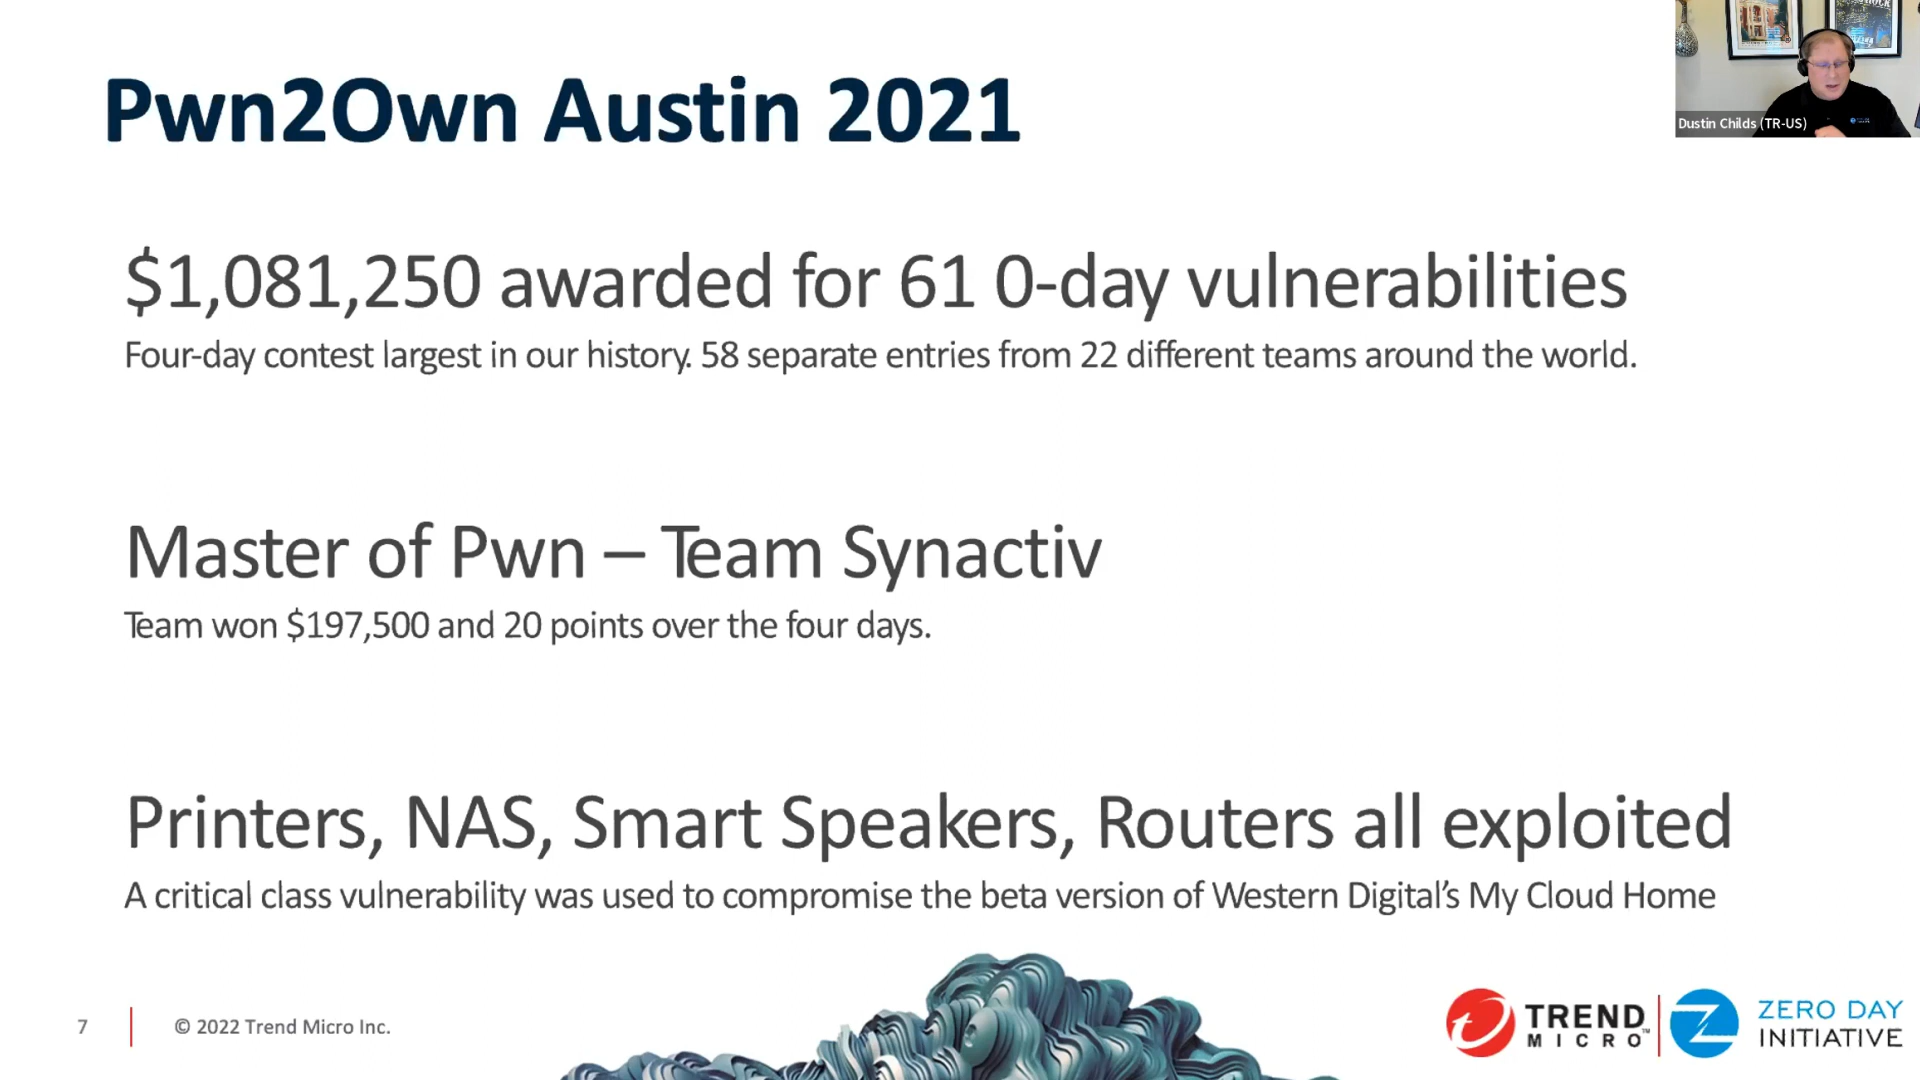 Pwn2Own Austin 2021
Dustin Childs (TR-US)
$1,081,250 awarded for 61 0-day vulnerabilities
Four-day contest largest in our history. 58 separate entries from 22 different teams around the world.
Master of Pwn – Team Synactiv
Team won $197,500 and 20 points over the four days.
Printers, NAS, Smart Speakers, Routers all exploited
A critical class vulnerability was used to compromise the beta version of Western Digital's My Cloud Home
7
© 2022 Trend Micro Inc.
TREND
MICRO™
ZERO DAY
INITIATIVE